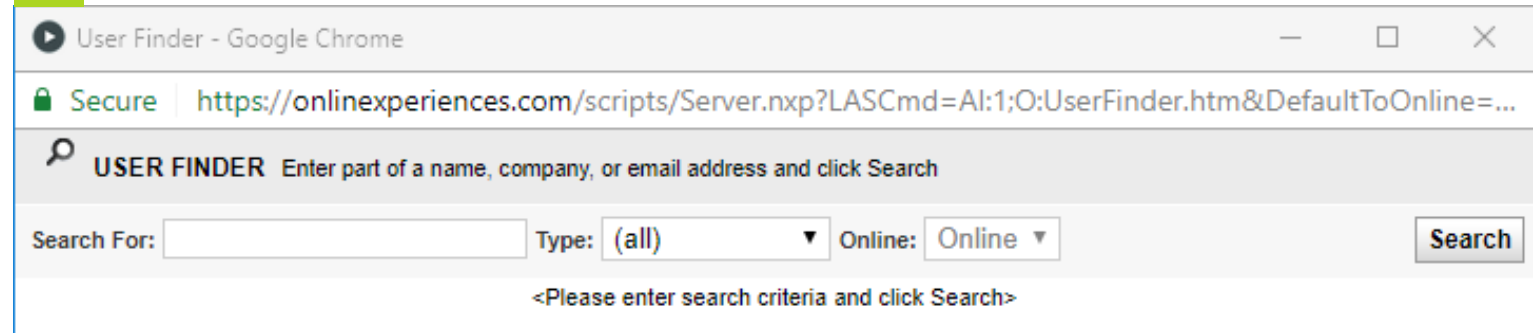 User Finder - Google Chrome
Secure https://onlinexperiences.com/scripts/Server.nxp?LASCmd=AI:1;O:UserFinder.htm&DefaultToOnline=...
USER FINDER Enter part of a name, company, or email address and click Search
Search For: Type: (all) Online: Online Search
<Please enter search criteria and click Search>